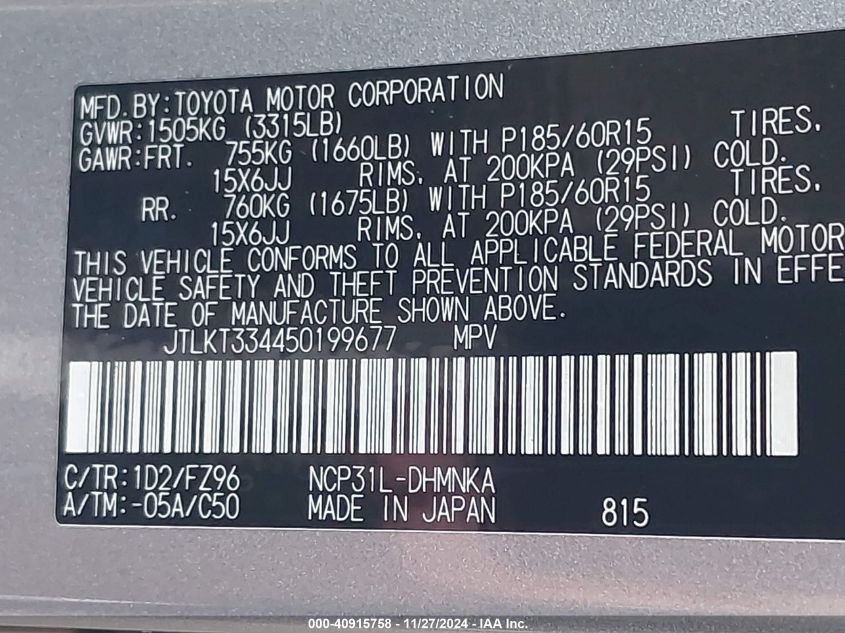 MFD. BY: TOYOTA MOTOR CORPORATION
GVWR: 1505KG (3315LB)
GAWR: FRT. 755KG (1660LB) WITH P185/60R15 TIRES,
15X6JJ RIMS, AT 200KPA (29PSI) COLD.
RR. 760KG (1675LB) WITH P185/60R15 TIRES,
15X6JJ RIMS, AT 200KPA (29PSI) COLD.
THIS VEHICLE CONFORMS TO ALL APPLICABLE FEDERAL MOTOR
VEHICLE SAFETY AND THEFT PREVENTION STANDARDS IN EFFE
THE DATE OF MANUFACTURE SHOWN ABOVE.
JTLKT334450199677 MPV
C/TR: 1D2/FZ96 NCP31L-DHMNKA
A/TM: -05A/C50 MADE IN JAPAN 815
000-40915758 - 11/27/2024 - IAA Inc.